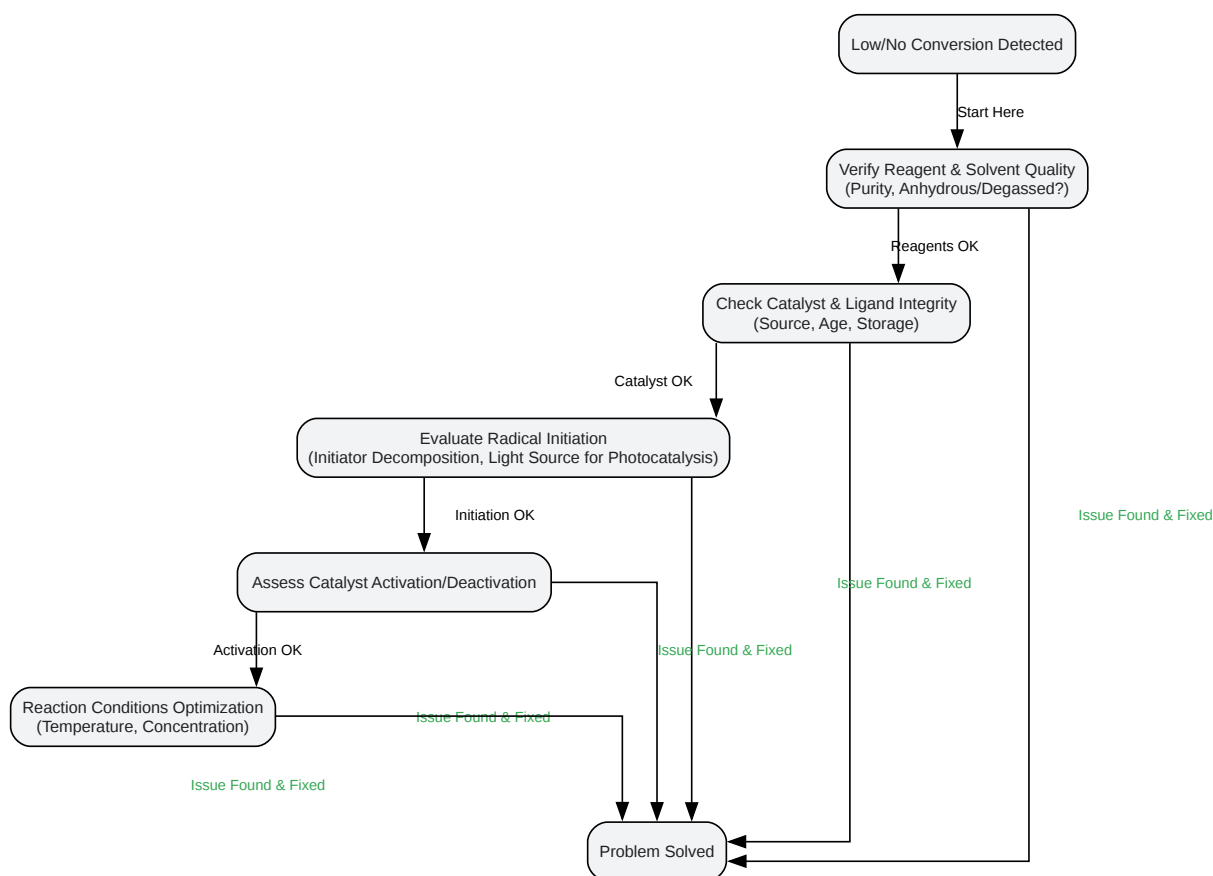 Low/No Conversion Detected
Start Here
Verify Reagent & Solvent Quality
(Purity, Anhydrous/Degassed?)
Reagents OK
Check Catalyst & Ligand Integrity
(Source, Age, Storage)
Catalyst OK
Evaluate Radical Initiation
(Initiator Decomposition, Light Source for Photocatalysis)
Initiation OK
Issue Found & Fixed
Assess Catalyst Activation/Deactivation
Issue Found & Fixed
Activation OK
Issue Found & Fixed
Reaction Conditions Optimization
(Temperature, Concentration)
Issue Found & Fixed
Issue Found & Fixed
Problem Solved